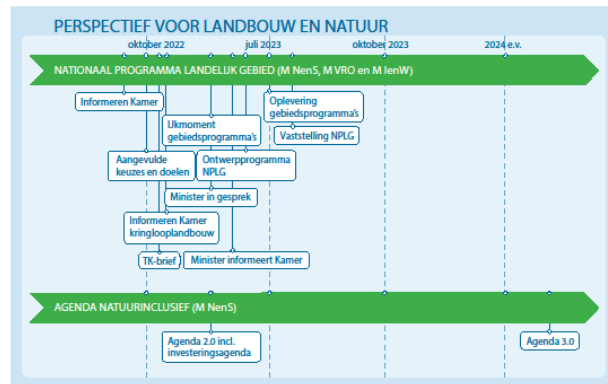 PERSPECTIEF VOOR LANDBOUW EN NATUUR
oktober 2022
juli 2023
oktober 2023
2024 e.v.
NATIONAAL PROGRAMMA LANDELIJK GEBIED (M NenS, M VRO en M IenW)
Informeren Kamer
Oplevering
gebiedsprogramma's
IJkmoment
gebiedsprogramma's
Vaststelling NPLG
Aangevulde
keuzes en doelen
Ontwerpprogramma
NPLG
Minister in gesprek
Informeren Kamer
kringlooplandbouw
TK-brief
Minister informeert Kamer
AGENDA NATUURINCLUSIEF (M NenS)
Agenda 2.0 incl.
investeringsagenda
Agenda 3.0